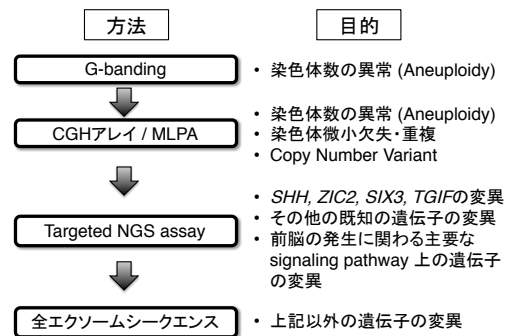 方法 目的
G-banding
• 染色体数の異常 (Aneuploidy)
CGHアレイ / MLPA
• 染色体数の異常 (Aneuploidy)
• 染色体微小欠失・重複
• Copy Number Variant
Targeted NGS assay
• SHH, ZIC2, SIX3, TGIFの変異
• その他の既知の遺伝子の変異
• 前脳の発生に関わる主要な
signaling pathway 上の遺伝子
の変異
全エクソームシークエンス
• 上記以外の遺伝子の変異